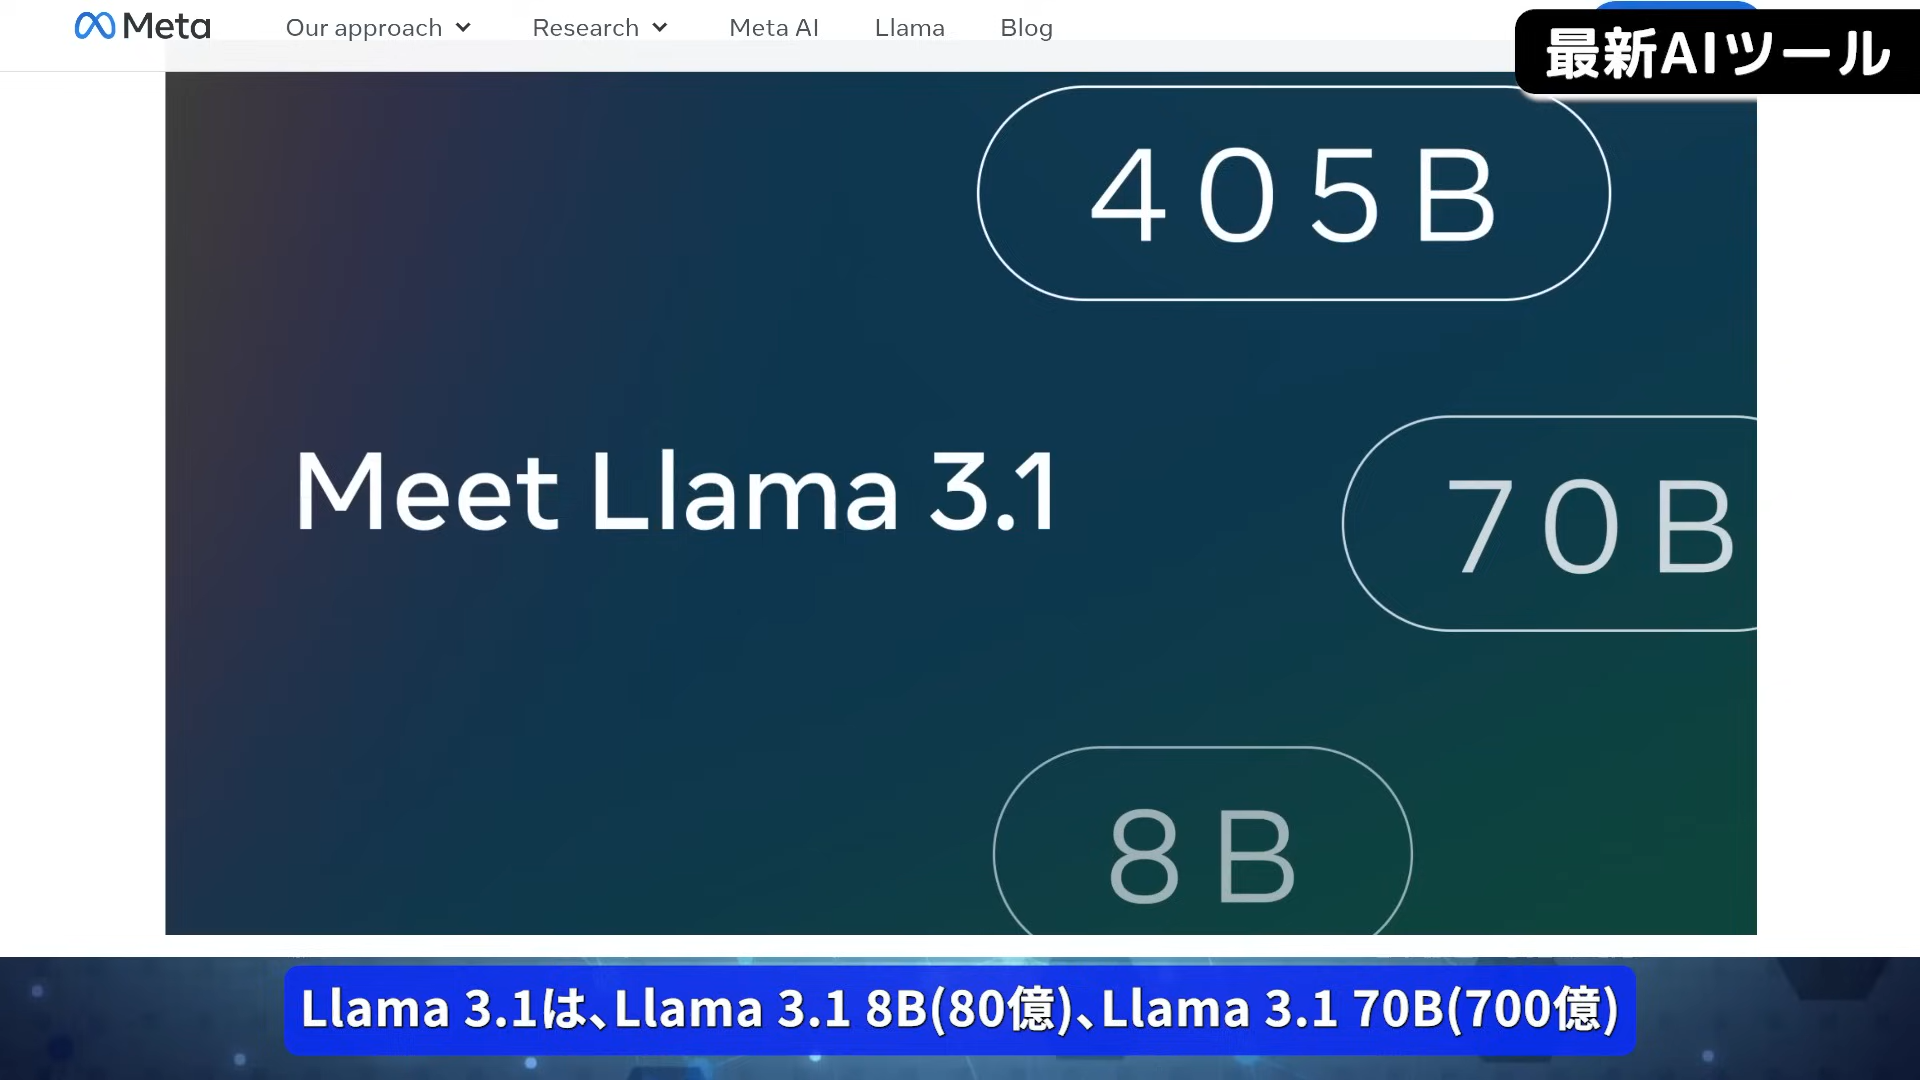 Meta
Our approach
Research
Meta AI
Llama
Blog
最新AIツール
405B
Meet Llama 3.1
70B
8B
Llama 3.1は、Llama 3.1 8B(80億)、Llama 3.1 70B(700億)